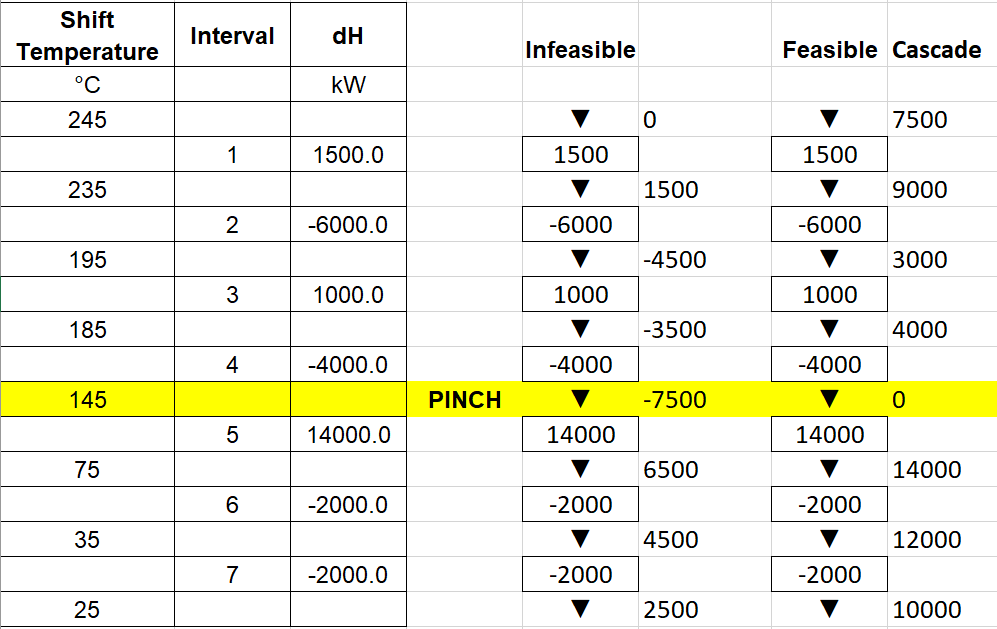 Shift Temperature Interval dH Infeasible Feasible Cascade
°C kW
245 ▼ 0 ▼ 7500
1 1500.0 1500 1500
235 ▼ 1500 ▼ 9000
2 -6000.0 -6000 -6000
195 ▼ -4500 ▼ 3000
3 1000.0 1000 1000
185 ▼ -3500 ▼ 4000
4 -4000.0 -4000 -4000
145 PINCH ▼ -7500 ▼ 0
5 14000.0 14000 14000
75 ▼ 6500 ▼ 14000
6 -2000.0 -2000 -2000
35 ▼ 4500 ▼ 12000
7 -2000.0 -2000 -2000
25 ▼ 2500 ▼ 10000